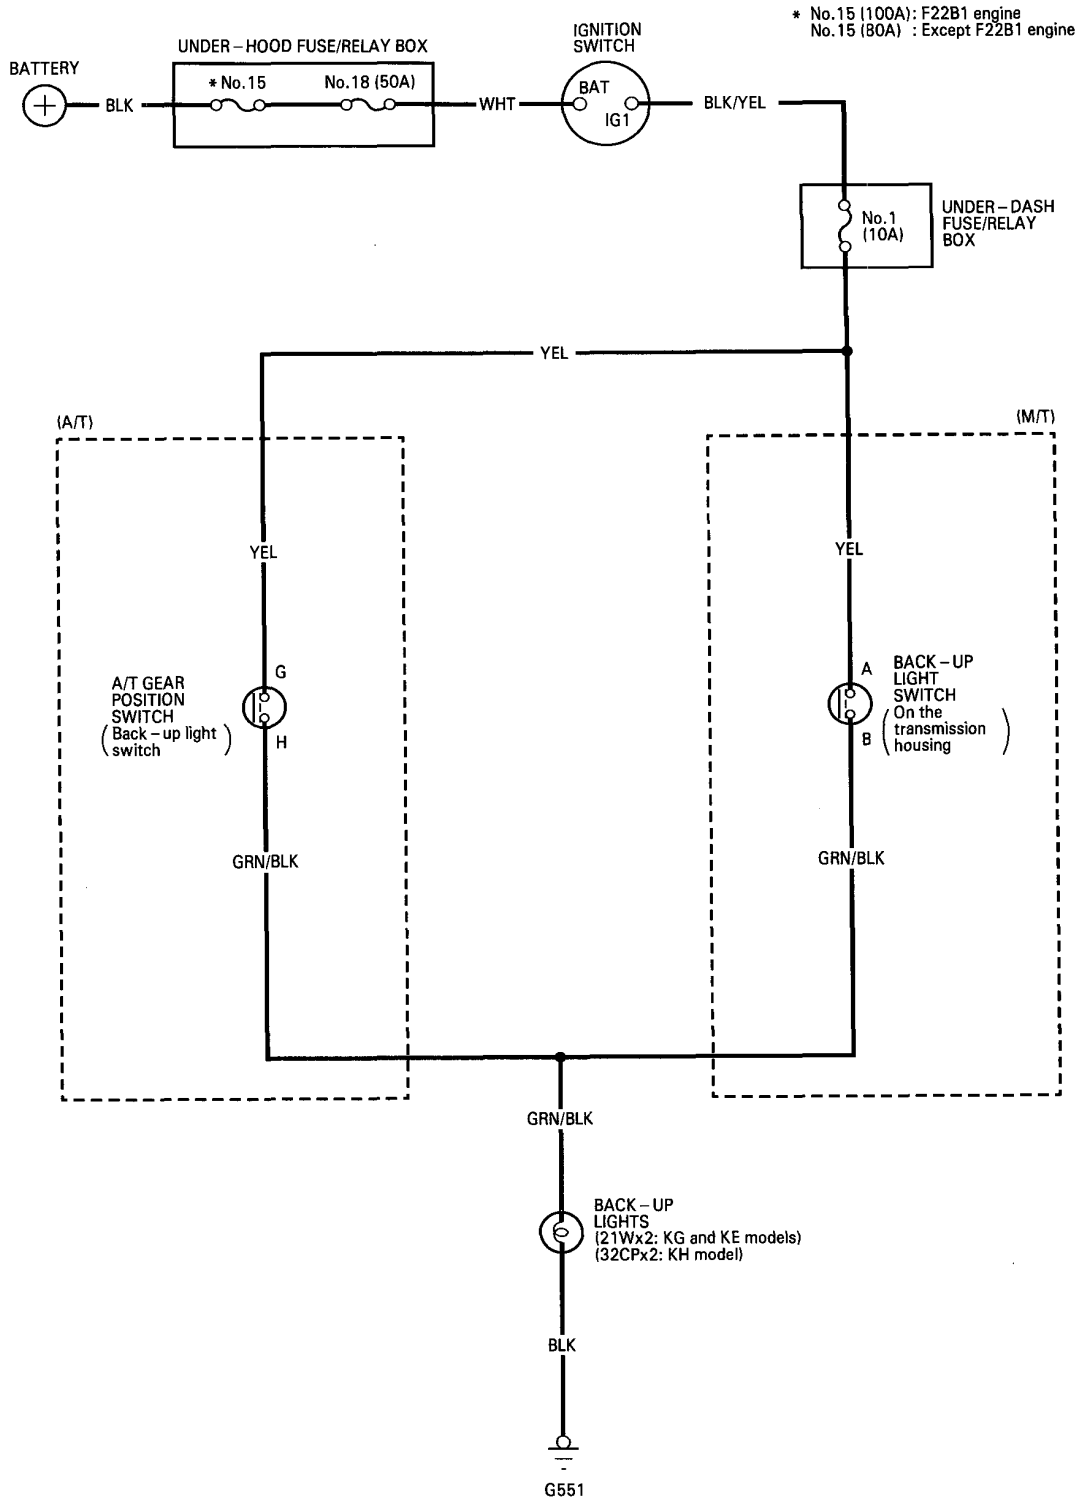 * No.15 (100A): F22B1 engine
No.15 (80A) : Except F22B1 engine
IGNITION
SWITCH
UNDER-HOOD FUSE/RELAY BOX
BATTERY
* No.15
No.18 (50A)
BAT
IG1
+
BLK
WHT
BLK/YEL
No.1
(10A)
UNDER-DASH
FUSE/RELAY
BOX
YEL
(A/T)
(M/T)
YEL
YEL
G
H
A/T GEAR
POSITION
SWITCH
(Back-up light
switch)
A
B
BACK-UP
LIGHT
SWITCH
(On the
transmission
housing)
GRN/BLK
GRN/BLK
GRN/BLK
BACK-UP
LIGHTS
(21Wx2: KG and KE models)
(32CPx2: KH model)
BLK
G551